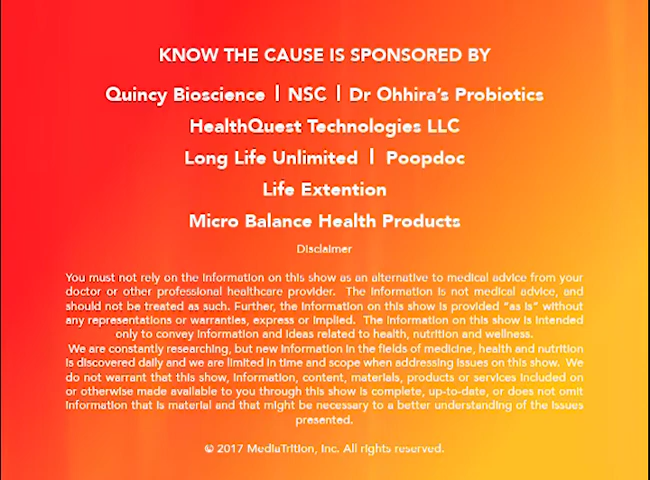 KNOW THE CAUSE IS SPONSORED BY
Quincy Bioscience | NSC | Dr Ohhira's Probiotics
HealthQuest Technologies LLC
Long Life Unlimited | Poopdoc
Life Extention
Micro Balance Health Products
Disclaimer
You must not rely on the information on this show as an alternative to medical advice from your
doctor or other professional healthcare provider. The information is not medical advice, and
should not be treated as such. Further, the information on this show is provided "as is" without
any representations or warranties, express or implied. The information on this show is intended
only to convey information and ideas related to health, nutrition and wellness.
We are constantly researching, but new information in the fields of medicine, health and nutrition
is discovered daily and we are limited in time and scope when addressing issues on this show. We
do not warrant that this show, information, content, materials, products or services included on
or otherwise made available to you through this show is complete, up-to-date, or does not omit
information that is material and that might be necessary to a better understanding of the issues
presented.
© 2017 MediaTrition, Inc. All rights reserved.